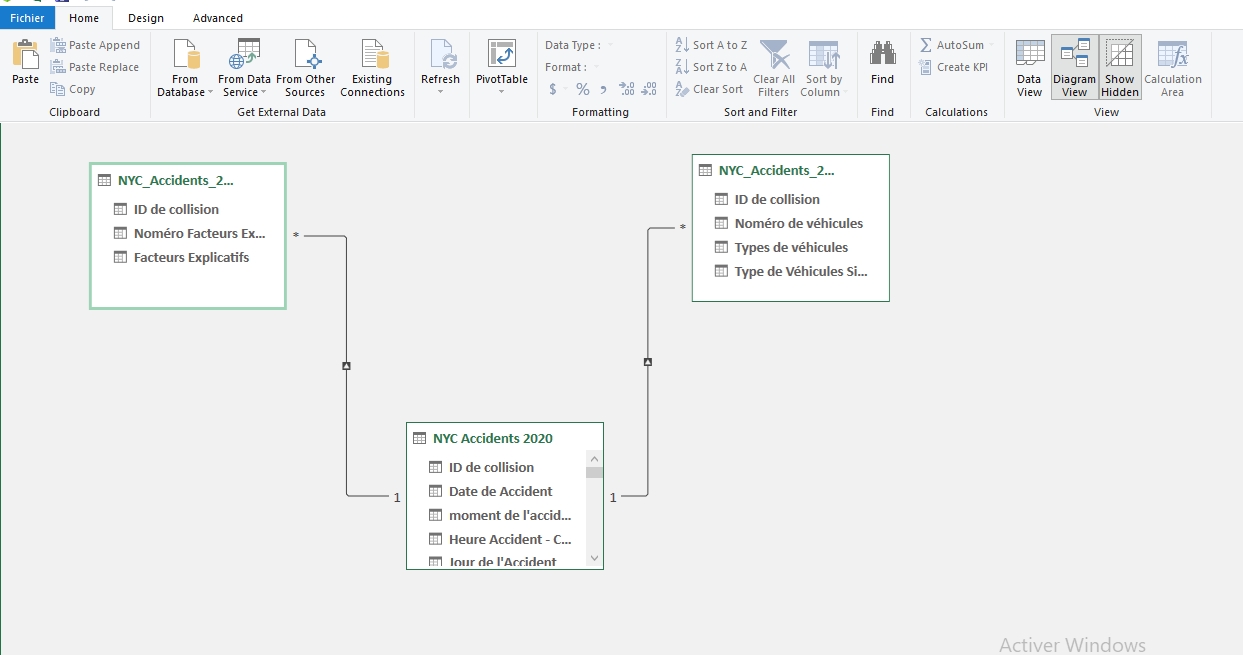 Fichier Home Design Advanced
Paste
Paste Append
Paste Replace
Copy
Clipboard
From Database
From Data Service
From Other Sources
Existing Connections
Get External Data
Refresh
PivotTable
Data Type :
Format :
$ % ,
Formatting
Sort A to Z
Sort Z to A
Clear Sort
Clear All Filters
Sort by Column
Sort and Filter
Find
Find
AutoSum
Create KPI
Calculations
Data View
Diagram View
Show Hidden
Calculation Area
View
NYC_Accidents_2...
ID de collision
Noméro Facteurs Ex...
Facteurs Explicatifs
*
NYC_Accidents_2...
ID de collision
Noméro de véhicules
Types de véhicules
Type de Véhicules Si...
*
NYC Accidents 2020
ID de collision
Date de Accident
moment de l'accid...
Heure Accident - C...
Jour de l'Accident
1
1
Activer Windows